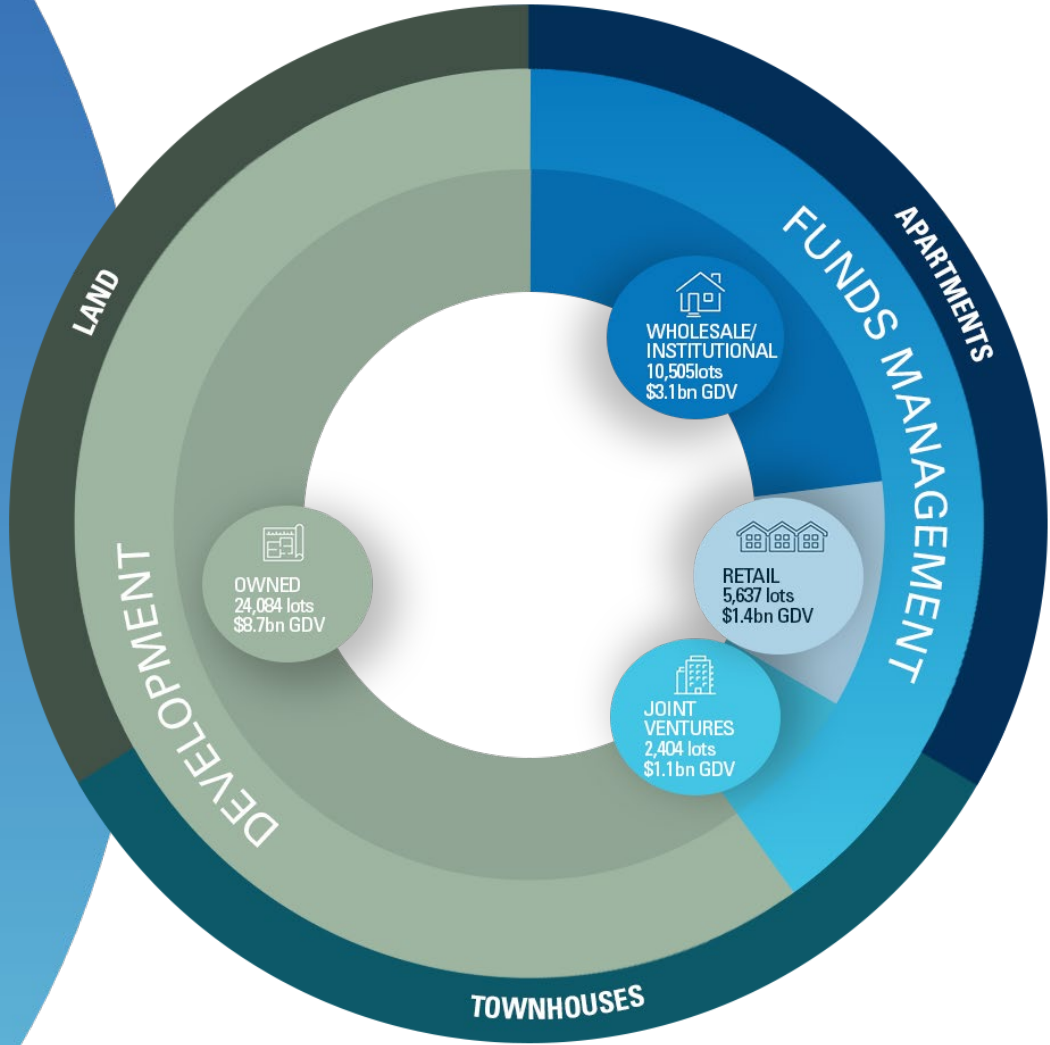 LAND
APARTMENTS
FUNDS MANAGEMENT
WHOLESALE/
INSTITUTIONAL
10,505lots
$3.1bn GDV
RETAIL
5,637 lots
$1.4bn GDV
OWNED
24,084 lots
$8.7bn GDV
JOINT
VENTURES
2,404 lots
$1.1bn GDV
DEVELOPMENT
TOWNHOUSES